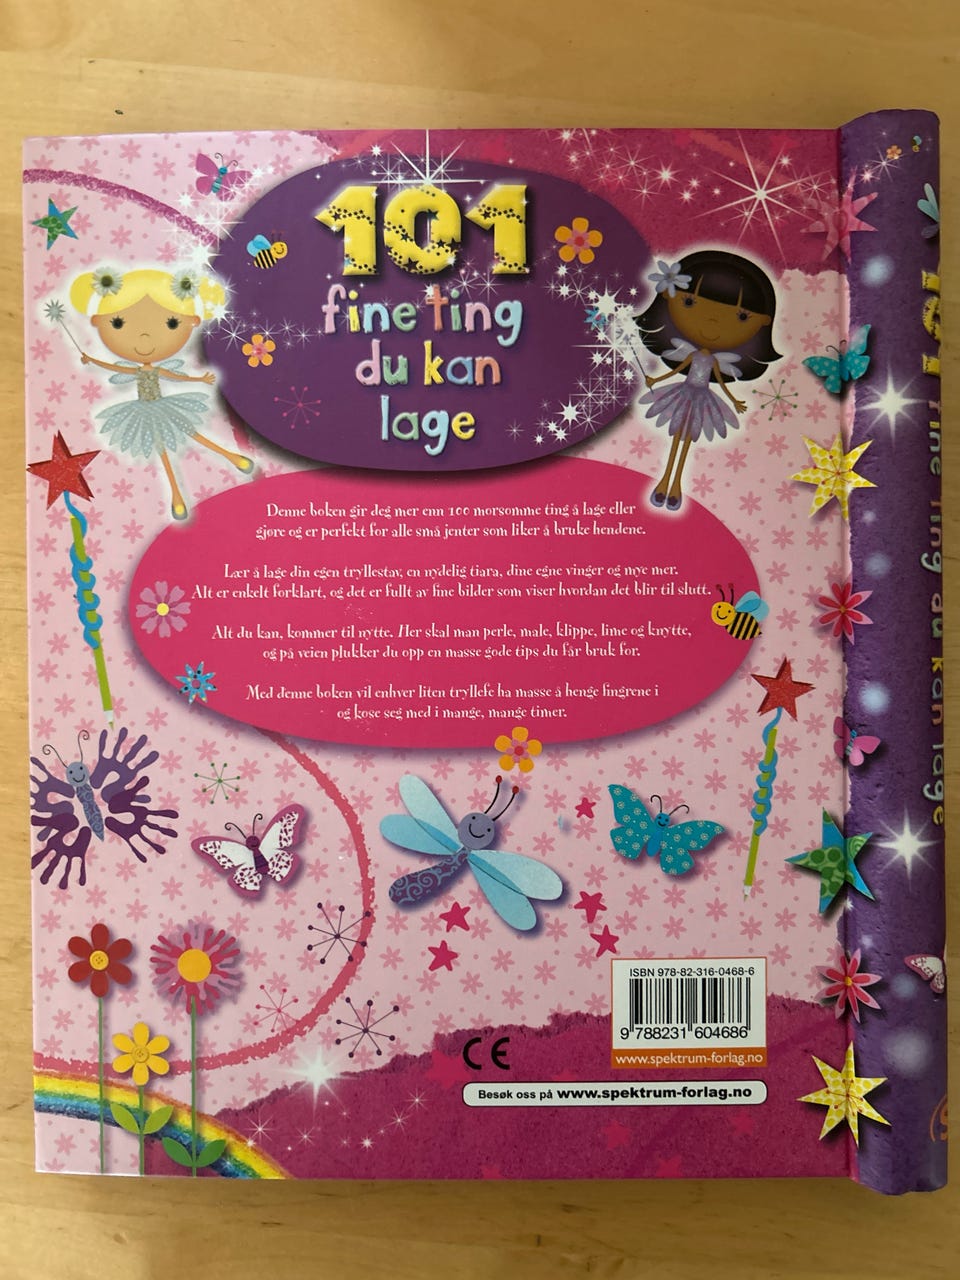 101
fine ting
du kan
lage
Denne boken gir deg mer enn 100 morsomme ting å lage eller
gjøre og er perfekt for alle små jenter som liker å bruke hendene.
Lær å lage din egen tryllestav, en nydelig tiara, dine egne vinger og mye mer.
Alt er enkelt forklart, og det er fullt av fine bilder som viser hvordan det blir til slutt.
Alt du kan, kommer til nytte. Her skal man perle, male, klippe, lime og knytte,
og på veien plukker du opp en masse gode tips du får bruk for.
Med denne boken vil enhver liten tryllefe ha masse å henge fingrene i
og kose seg med i mange, mange timer.
ISBN 978-82-316-0468-6
9 788231 604686
www.spektrum-forlag.no
CE
Besøk oss på www.spektrum-forlag.no
101 fine ting du kan lage